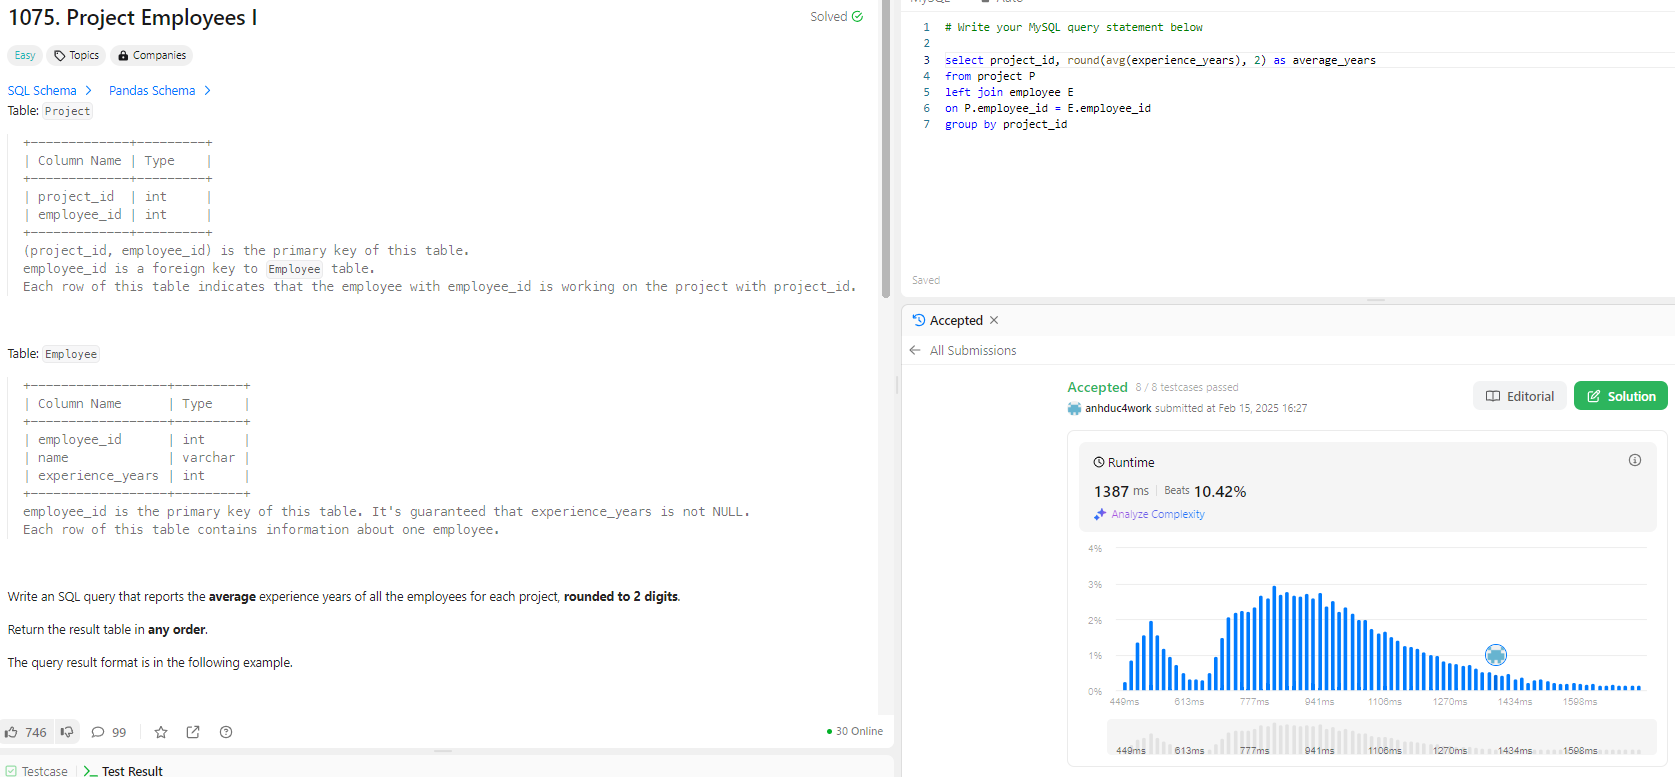 1075. Project Employees I
Solved
Easy
Topics
Companies
SQL Schema >
Pandas Schema >
Table: Project
+-------------+---------+
| Column Name | Type    |
+-------------+---------+
| project_id  | int     |
| employee_id | int     |
+-------------+---------+
(project_id, employee_id) is the primary key of this table.
employee_id is a foreign key to Employee table.
Each row of this table indicates that the employee with employee_id is working on the project with project_id.
Table: Employee
+------------------+---------+
| Column Name      | Type    |
+------------------+---------+
| employee_id      | int     |
| name             | varchar |
| experience_years | int     |
+------------------+---------+
employee_id is the primary key of this table. It's guaranteed that experience_years is not NULL.
Each row of this table contains information about one employee.
Write an SQL query that reports the average experience years of all the employees for each project, rounded to 2 digits.
Return the result table in any order.
The query result format is in the following example.
746
99
30 Online
Testcase
Test Result
MySQL
Auto
1 # Write your MySQL query statement below
2
3 select project_id, round(avg(experience_years), 2) as average_years
4 from project P
5 left join employee E
6 on P.employee_id = E.employee_id
7 group by project_id
Saved
Accepted
All Submissions
Accepted 8 / 8 testcases passed
anhduc4work submitted at Feb 15, 2025 16:27
Editorial
Solution
Runtime
1387 ms | Beats 10.42%
Analyze Complexity
4%
3%
2%
1%
0%
449ms 613ms 777ms 941ms 1106ms 1270ms 1434ms 1598ms
449ms 613ms 777ms 941ms 1106ms 1270ms 1434ms 1598ms